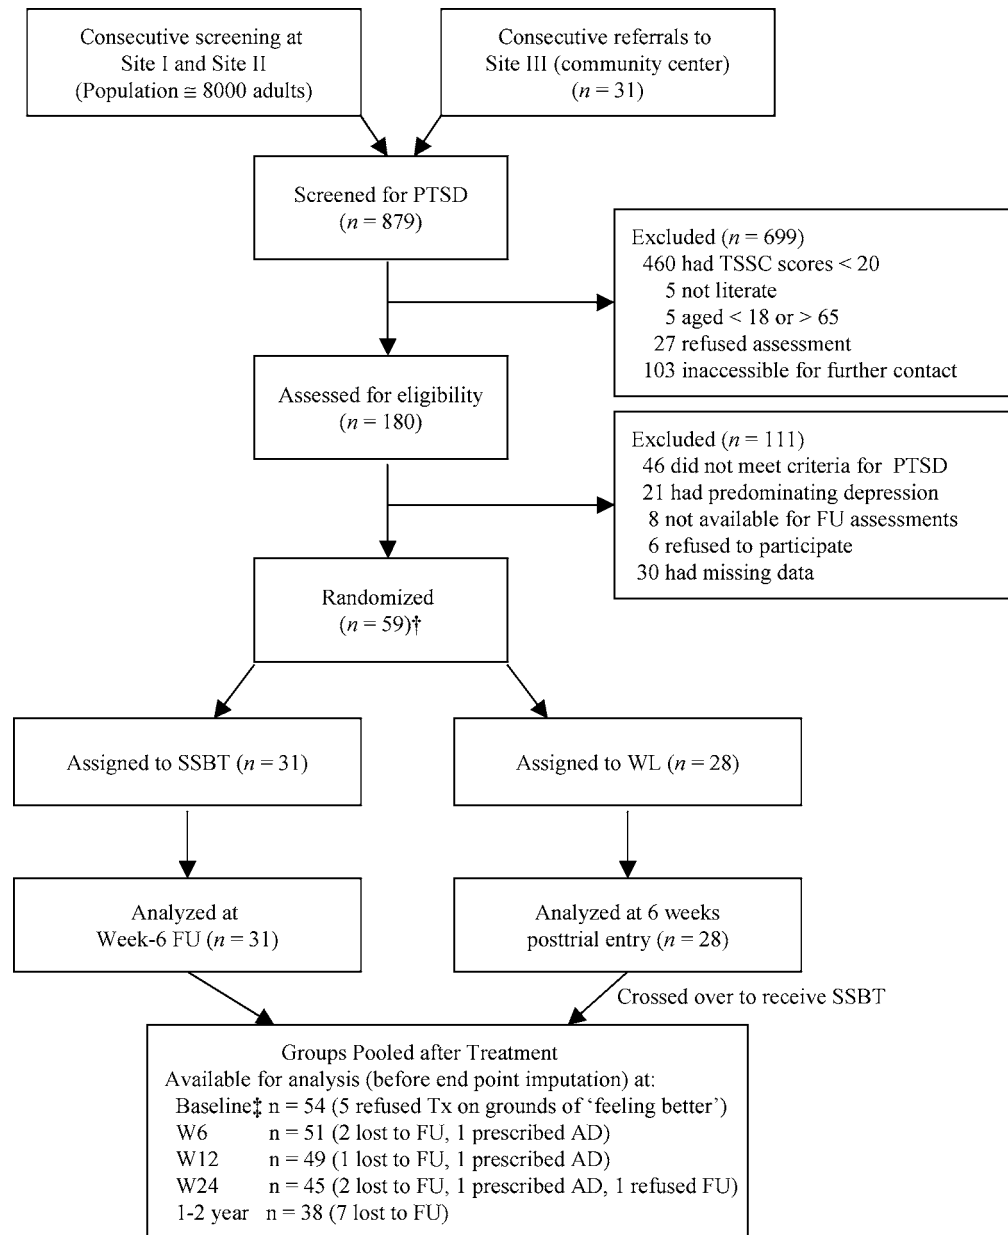 Consecutive screening at
Site I and Site II
(Population ≅ 8000 adults)
Consecutive referrals to
Site III (community center)
(n = 31)
Screened for PTSD
(n = 879)
Excluded (n = 699)
460 had TSSC scores < 20
5 not literate
5 aged < 18 or > 65
27 refused assessment
103 inaccessible for further contact
Assessed for eligibility
(n = 180)
Excluded (n = 111)
46 did not meet criteria for PTSD
21 had predominating depression
8 not available for FU assessments
6 refused to participate
30 had missing data
Randomized
(n = 59)†
Assigned to SSBT (n = 31)
Assigned to WL (n = 28)
Analyzed at
Week-6 FU (n = 31)
Analyzed at 6 weeks
posttrial entry (n = 28)
Crossed over to receive SSBT
Groups Pooled after Treatment
Available for analysis (before end point imputation) at:
Baseline‡ n = 54 (5 refused Tx on grounds of ‘feeling better’)
W6 n = 51 (2 lost to FU, 1 prescribed AD)
W12 n = 49 (1 lost to FU, 1 prescribed AD)
W24 n = 45 (2 lost to FU, 1 prescribed AD, 1 refused FU)
1-2 year n = 38 (7 lost to FU)